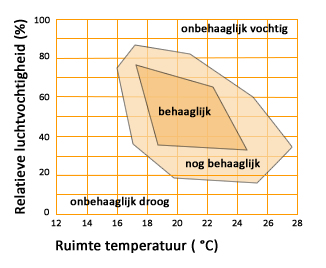 Relatieve luchtvochtigheid (%)
100
80
60
40
20
0
onbehaaglijk vochtig
behaaglijk
nog behaaglijk
onbehaaglijk droog
12 14 16 18 20 22 24 26 28
Ruimte temperatuur ( °C)